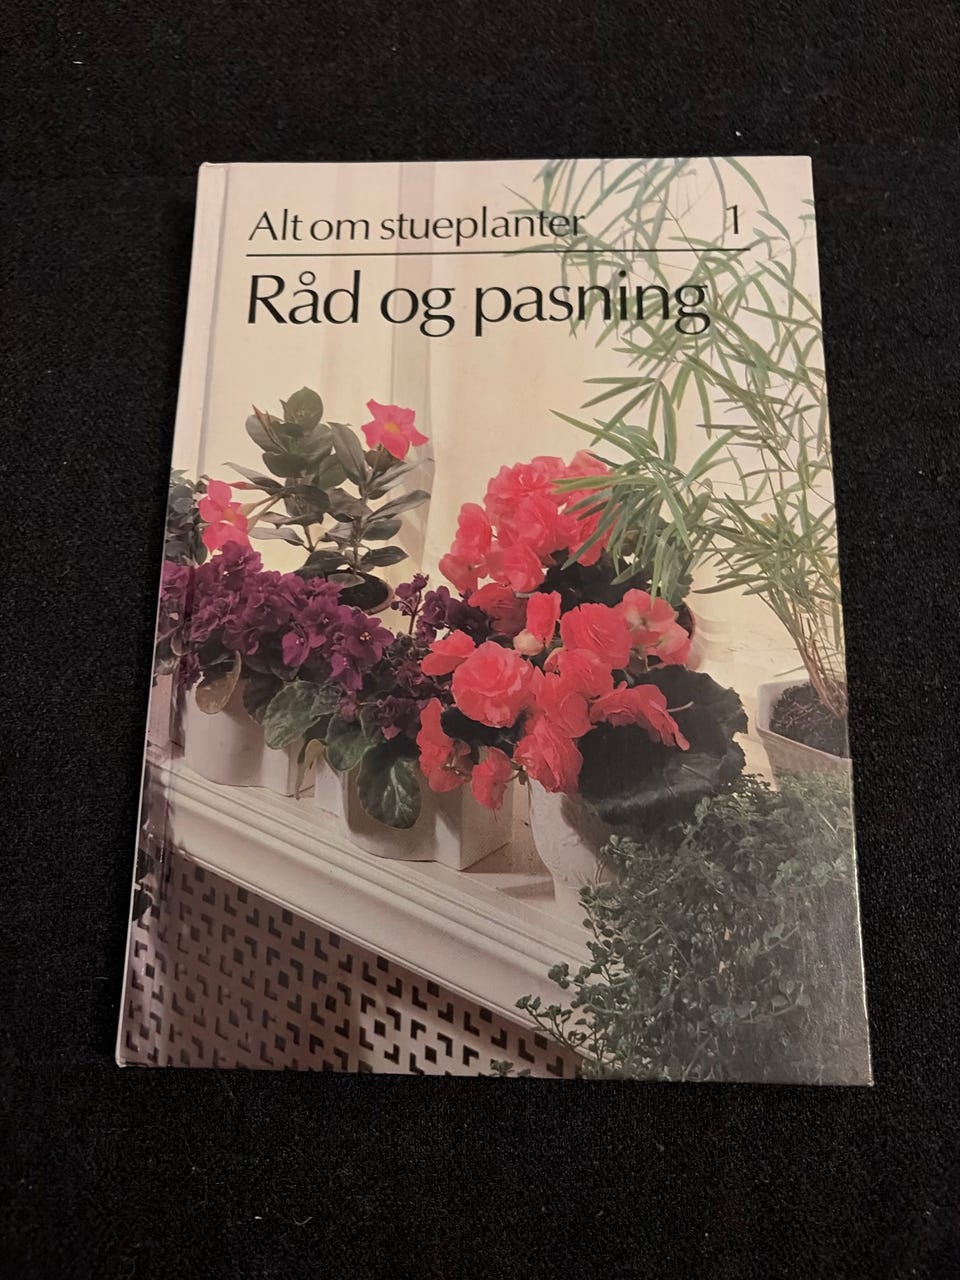 Alt om stueplanter 1
Råd og pasning